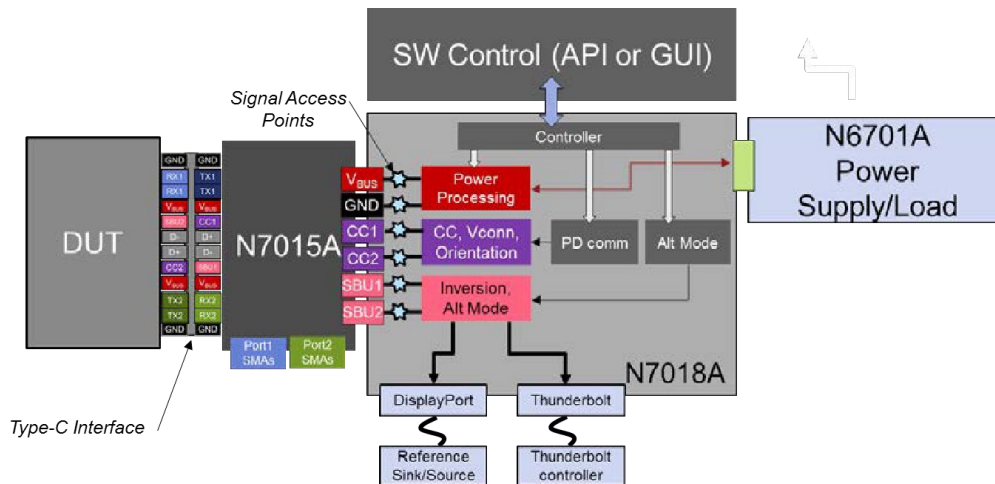 SW Control (API or GUI)
Signal Access
Points
Controller
N6701A
Power
Supply/Load
DUT
GND GND
RX1 TX1
RX1 TX1
VBUS VBUS
SBU0 CC1
D- D+
D+ D-
CC2 SBU1
VBUS VBUS
TX2 RX2
TX2 RX2
GND GND
N7015A
Port1
SMAs
Port2
SMAs
VBUS
GND
CC1
CC2
SBU1
SBU2
Power
Processing
CC, Vconn,
Orientation
PD comm
Alt Mode
Inversion,
Alt Mode
N7018A
Type-C Interface
DisplayPort
Thunderbolt
Reference
Sink/Source
Thunderbolt
controller